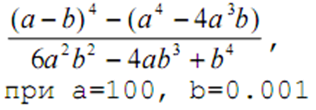 (a − b)⁴ − (a⁴ − 4a³b)
6a²b² − 4ab³ + b⁴ ,
при a=100, b=0.001